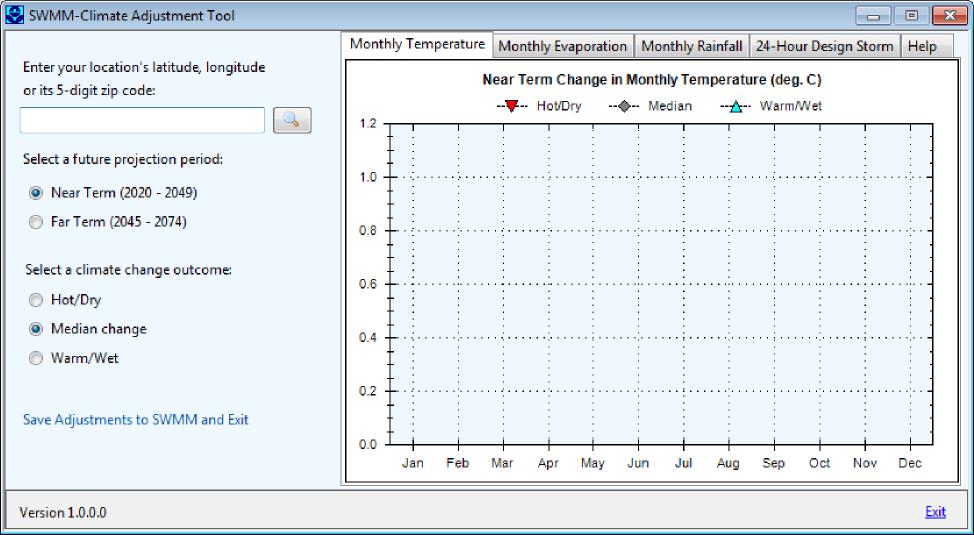 SWMM-Climate Adjustment Tool
Enter your location's latitude, longitude
or its 5-digit zip code:
Select a future projection period:
Near Term (2020 - 2049)
Far Term (2045 - 2074)
Select a climate change outcome:
Hot/Dry
Median change
Warm/Wet
Save Adjustments to SWMM and Exit
Monthly Temperature Monthly Evaporation Monthly Rainfall 24-Hour Design Storm Help
Near Term Change in Monthly Temperature (deg. C)
Hot/Dry Median Warm/Wet
1.2
1.0
0.8
0.6
0.4
0.2
0.0
Jan Feb Mar Apr May Jun Jul Aug Sep Oct Nov Dec
Version 1.0.0.0
Exit